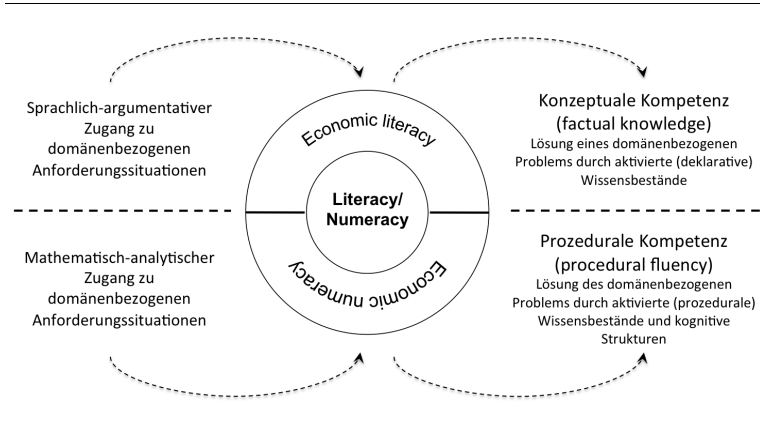 Sprachlich-argumentativer
Zugang zu
domänenbezogenen
Anforderungssituationen
Mathematisch-analytischer
Zugang zu
domänenbezogenen
Anforderungssituationen
Economic literacy
Literacy/
Numeracy
Economic numeracy
Konzeptuale Kompetenz
(factual knowledge)
Lösung eines domänenbezogenen
Problems durch aktivierte (deklarative)
Wissensbestände
Prozedurale Kompetenz
(procedural fluency)
Lösung des domänenbezogenen
Problems durch aktivierte (prozedurale)
Wissensbestände und kognitive
Strukturen